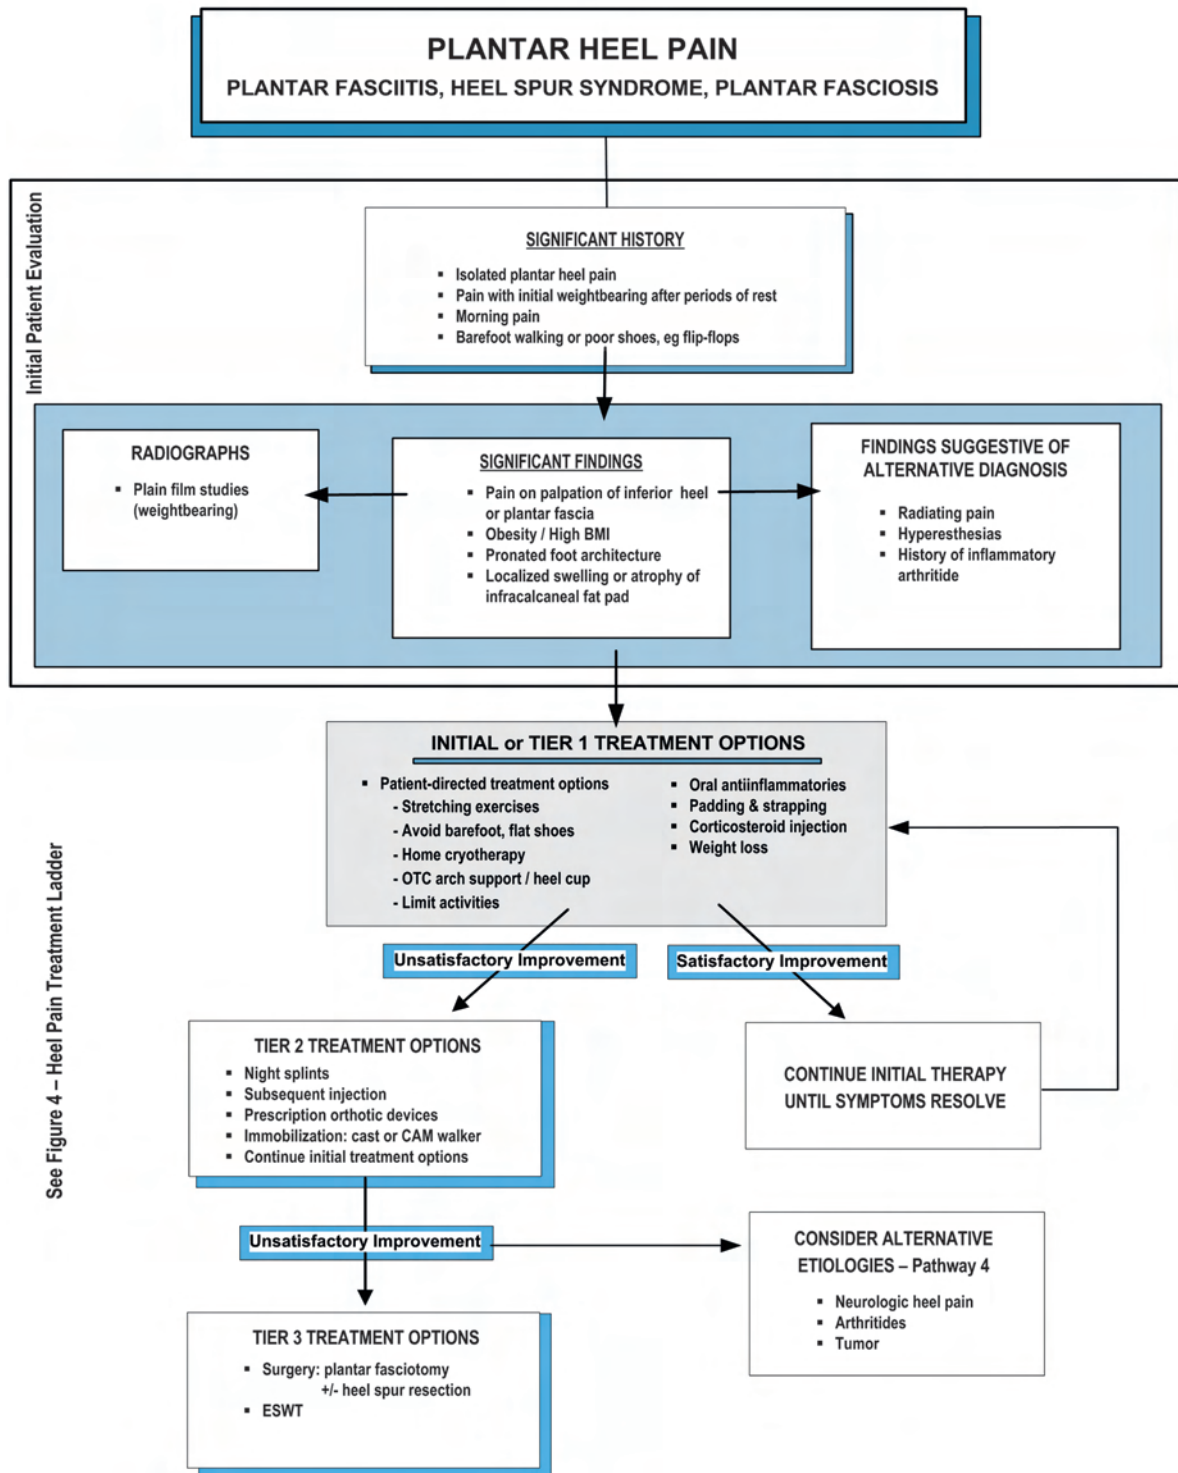 PLANTAR HEEL PAIN
PLANTAR FASCIITIS, HEEL SPUR SYNDROME, PLANTAR FASCIOSIS
Initial Patient Evaluation
SIGNIFICANT HISTORY
▪ Isolated plantar heel pain
▪ Pain with initial weightbearing after periods of rest
▪ Morning pain
▪ Barefoot walking or poor shoes, eg flip-flops
RADIOGRAPHS
▪ Plain film studies
(weightbearing)
SIGNIFICANT FINDINGS
▪ Pain on palpation of inferior heel
or plantar fascia
▪ Obesity / High BMI
▪ Pronated foot architecture
▪ Localized swelling or atrophy of
infracalcaneal fat pad
FINDINGS SUGGESTIVE OF
ALTERNATIVE DIAGNOSIS
▪ Radiating pain
▪ Hyperesthesias
▪ History of inflammatory
arthritide
See Figure 4 – Heel Pain Treatment Ladder
INITIAL or TIER 1 TREATMENT OPTIONS
▪ Patient-directed treatment options
- Stretching exercises
- Avoid barefoot, flat shoes
- Home cryotherapy
- OTC arch support / heel cup
- Limit activities
▪ Oral antiinflammatories
▪ Padding & strapping
▪ Corticosteroid injection
▪ Weight loss
Unsatisfactory Improvement
Satisfactory Improvement
TIER 2 TREATMENT OPTIONS
▪ Night splints
▪ Subsequent injection
▪ Prescription orthotic devices
▪ Immobilization: cast or CAM walker
▪ Continue initial treatment options
CONTINUE INITIAL THERAPY
UNTIL SYMPTOMS RESOLVE
Unsatisfactory Improvement
CONSIDER ALTERNATIVE
ETIOLOGIES – Pathway 4
▪ Neurologic heel pain
▪ Arthritides
▪ Tumor
TIER 3 TREATMENT OPTIONS
▪ Surgery: plantar fasciotomy
+/- heel spur resection
▪ ESWT